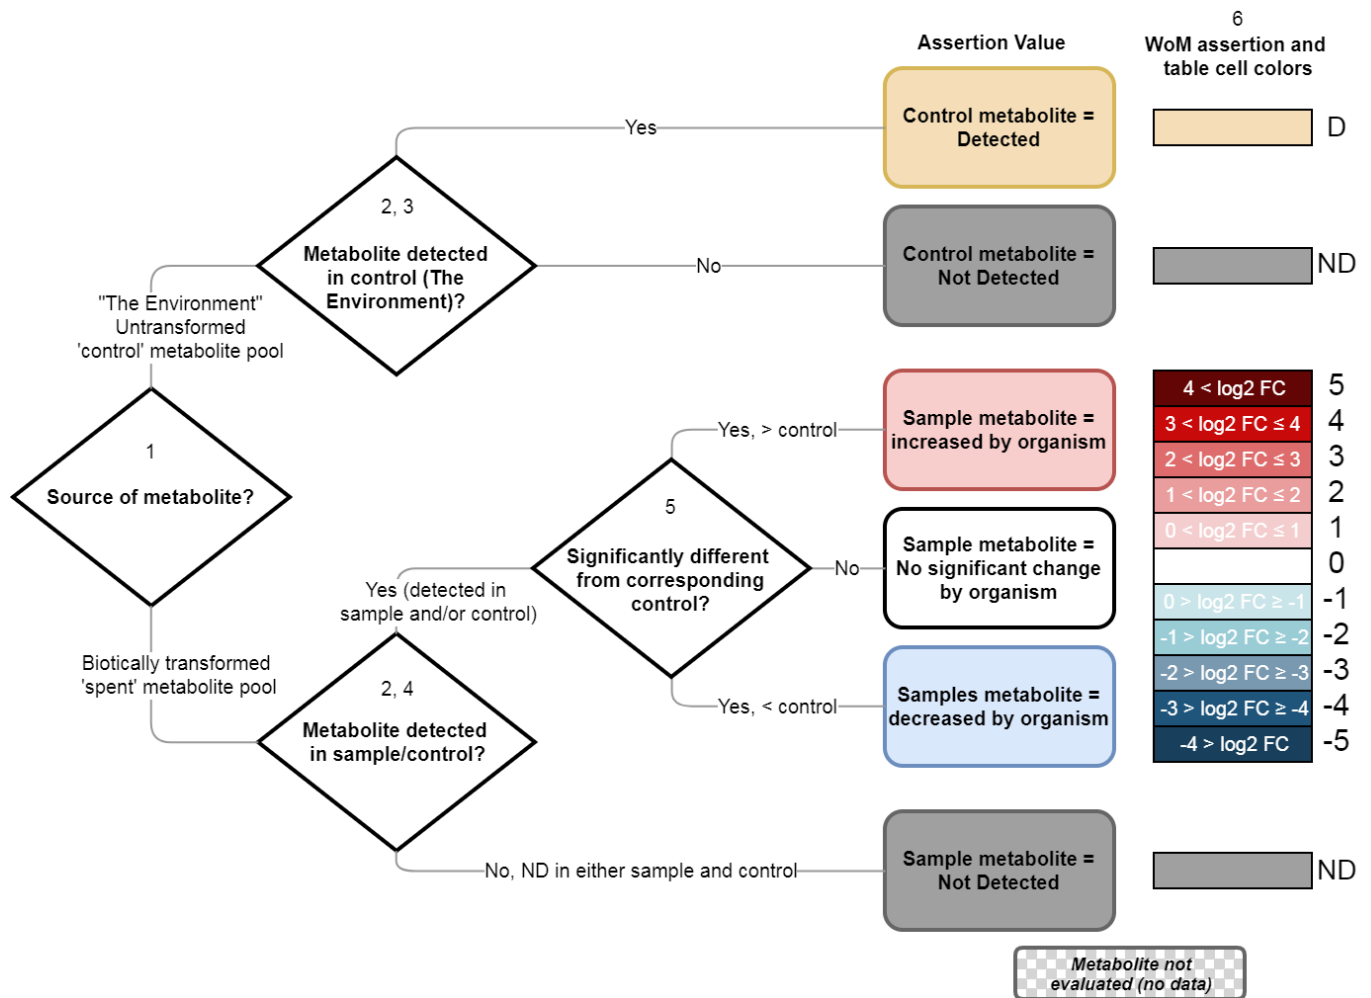 Assertion Value
6
WoM assertion and
table cell colors
Yes
Control metabolite =
Detected
D
2, 3
Metabolite detected
in control (The
Environment)?
No
Control metabolite =
Not Detected
ND
"The Environment"
Untransformed
'control' metabolite pool
1
Source of metabolite?
Yes, > control
Sample metabolite =
increased by organism
4 < log2 FC
5
3 < log2 FC ≤ 4
4
2 < log2 FC ≤ 3
3
1 < log2 FC ≤ 2
2
0 < log2 FC ≤ 1
1
0
0 > log2 FC ≥ -1
-1
-1 > log2 FC ≥ -2
-2
-2 > log2 FC ≥ -3
-3
-3 > log2 FC ≥ -4
-4
-4 > log2 FC
-5
5
Significantly different
from corresponding
control?
No
Sample metabolite =
No significant change
by organism
Yes (detected in
sample and/or control)
Yes, < control
Samples metabolite =
decreased by organism
Biotically transformed
'spent' metabolite pool
2, 4
Metabolite detected
in sample/control?
No, ND in either sample and control
Sample metabolite =
Not Detected
ND
Metabolite not
evaluated (no data)